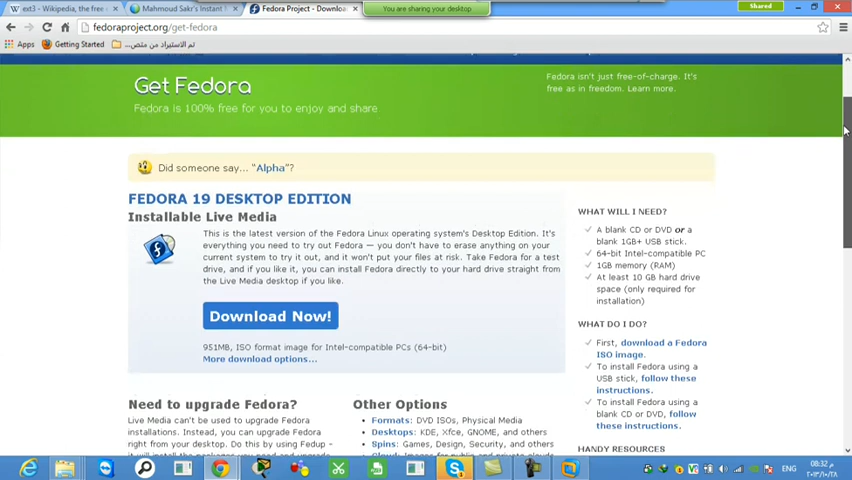 ext3 - Wikipedia, the free
Mahmoud Sakr's Instant M
Fedora Project - Downloa
You are sharing your desktop
Shared
fedoraproject.org/get-fedora
Apps
Getting Started
تم الاستيراد من متص...
Get Fedora
Fedora is 100% free for you to enjoy and share
Fedora isn't just free-of-charge. It's
free as in freedom. Learn more.
Did someone say... "Alpha"?
FEDORA 19 DESKTOP EDITION
Installable Live Media
This is the latest version of the Fedora Linux operating system's Desktop Edition. It's
everything you need to try out Fedora — you don't have to erase anything on your
current system to try it out, and it won't put your files at risk. Take Fedora for a test
drive, and if you like it, you can install Fedora directly to your hard drive straight from
the Live Media desktop if you like.
Download Now!
951MB, ISO format image for Intel-compatible PCs (64-bit)
More download options...
WHAT WILL I NEED?
A blank CD or DVD or a
blank 1GB+ USB stick.
64-bit Intel-compatible PC
1GB memory (RAM)
At least 10 GB hard drive
space (only required for
installation)
WHAT DO I DO?
First, download a Fedora
ISO image.
To install Fedora using a
USB stick, follow these
instructions.
To install Fedora using a
blank CD or DVD, follow
these instructions.
HANDY RESOURCES
Need to upgrade Fedora?
Live Media can't be used to upgrade Fedora
installations. Instead, you can upgrade Fedora
right from your desktop. Do this by using Fedup -
Other Options
Formats: DVD ISOs, Physical Media
Desktops: KDE, Xfce, GNOME, and others
Spins: Games, Design, Security, and others
ENG
08:32 م